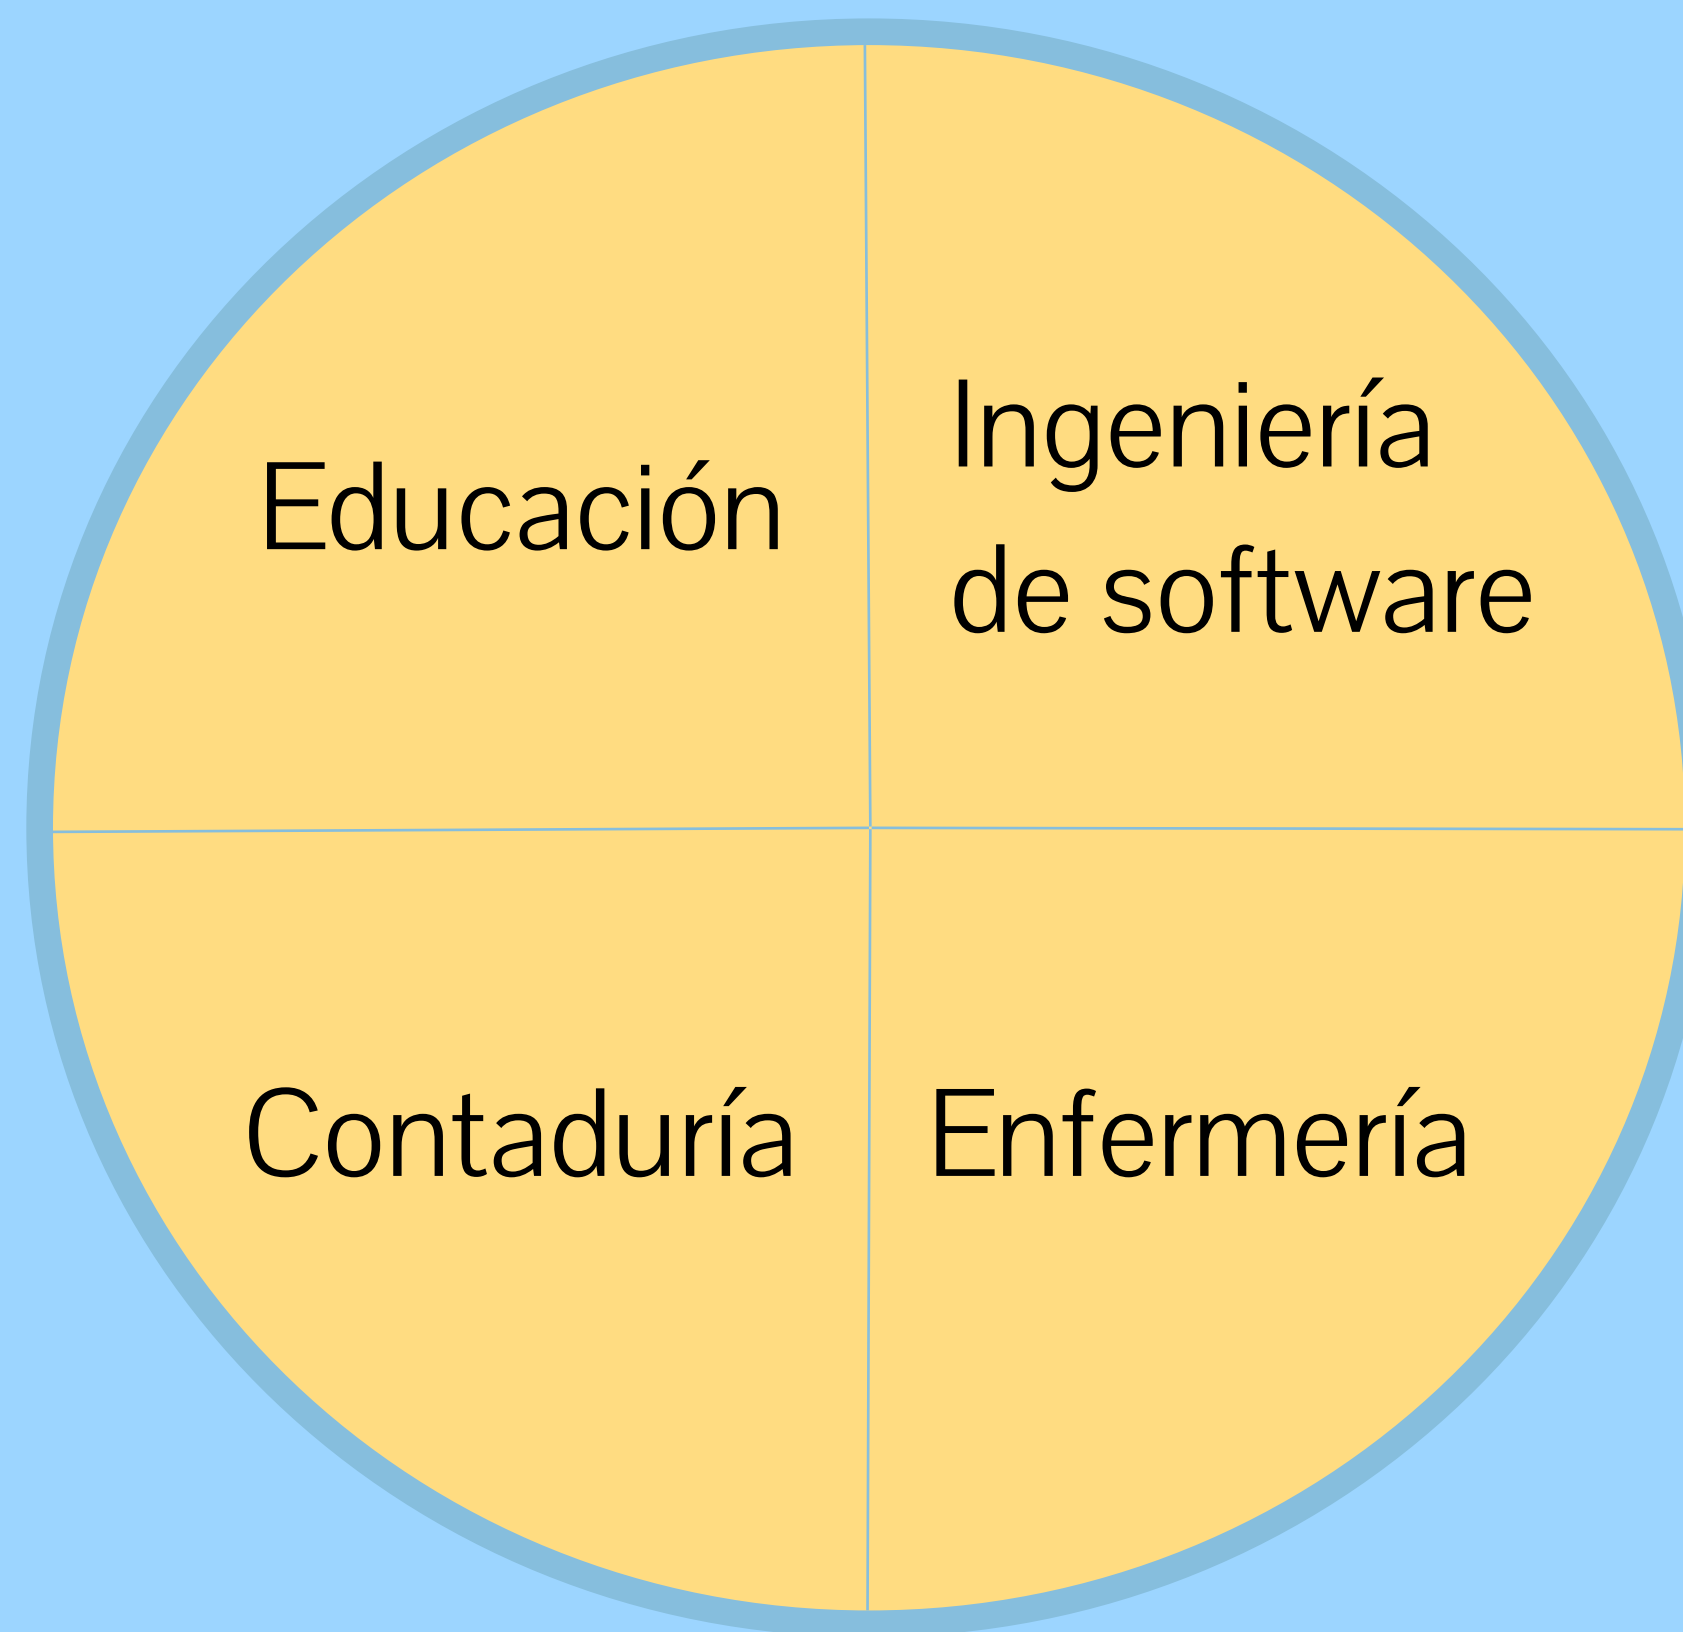 Educación
Ingeniería
de software
Contaduría
Enfermería